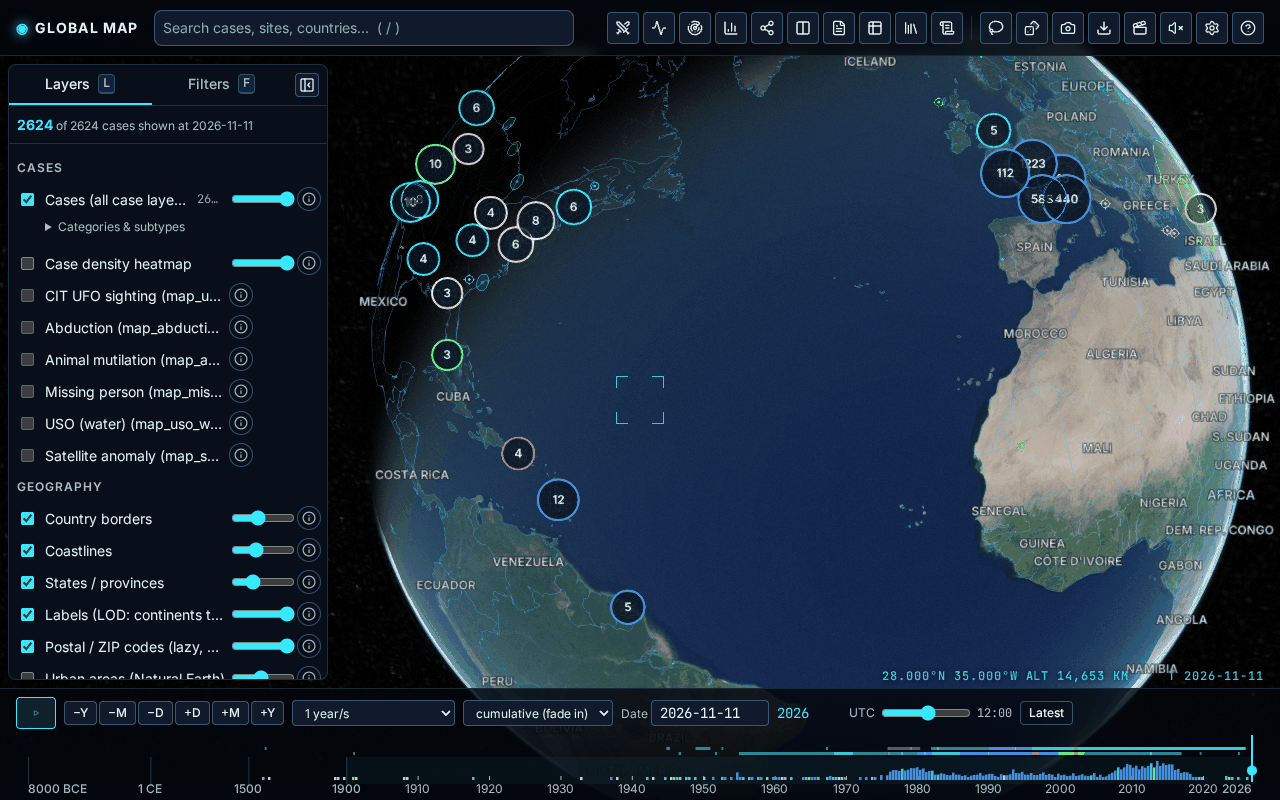 GLOBAL MAP
Search cases, sites, countries… ( / )
Layers L
Filters F
2624 of 2624 cases shown at 2026-11-11
CASES
Cases (all case laye… 26…
Categories & subtypes
Case density heatmap
CIT UFO sighting (map_u…
Abduction (map_abducti…
Animal mutilation (map_a…
Missing person (map_mis…
USO (water) (map_uso_w…
Satellite anomaly (map_s…
GEOGRAPHY
Country borders
Coastlines
States / provinces
Labels (LOD: continents t…
Postal / ZIP codes (lazy, …
Urban areas (Natural Earth)
ICELAND
ESTONIA
EUROPE
POLAND
ROMANIA
TURKEY
GREECE
ISRAEL
SPAIN
SAUDI ARABIA
TUNISIA
EGYPT
LIBYA
MOROCCO
ALGERIA
SUDAN
ETHIOPIA
CHAD
MALI
S. SUDAN
UGANDA
AFRICA
NIGERIA
SENEGAL
DEM. REP. CONGO
GUINEA
CÔTE D'IVOIRE
GABON
ANGOLA
NAMIBIA
MEXICO
CUBA
COSTA RICA
VENEZUELA
ECUADOR
PERU
BOLIVIA
BRAZIL
6
3
10
4
8
6
4
6
4
3
3
4
12
5
5
223
112
440
3
28.000°N 35.000°W ALT 14,653 KM T 2026-11-11
−Y −M −D +D +M +Y
1 year/s
cumulative (fade in)
Date 2026-11-11 2026
UTC 12:00 Latest
8000 BCE 1 CE 1500 1900 1910 1920 1930 1940 1950 1960 1970 1980 1990 2000 2010 2020 2026